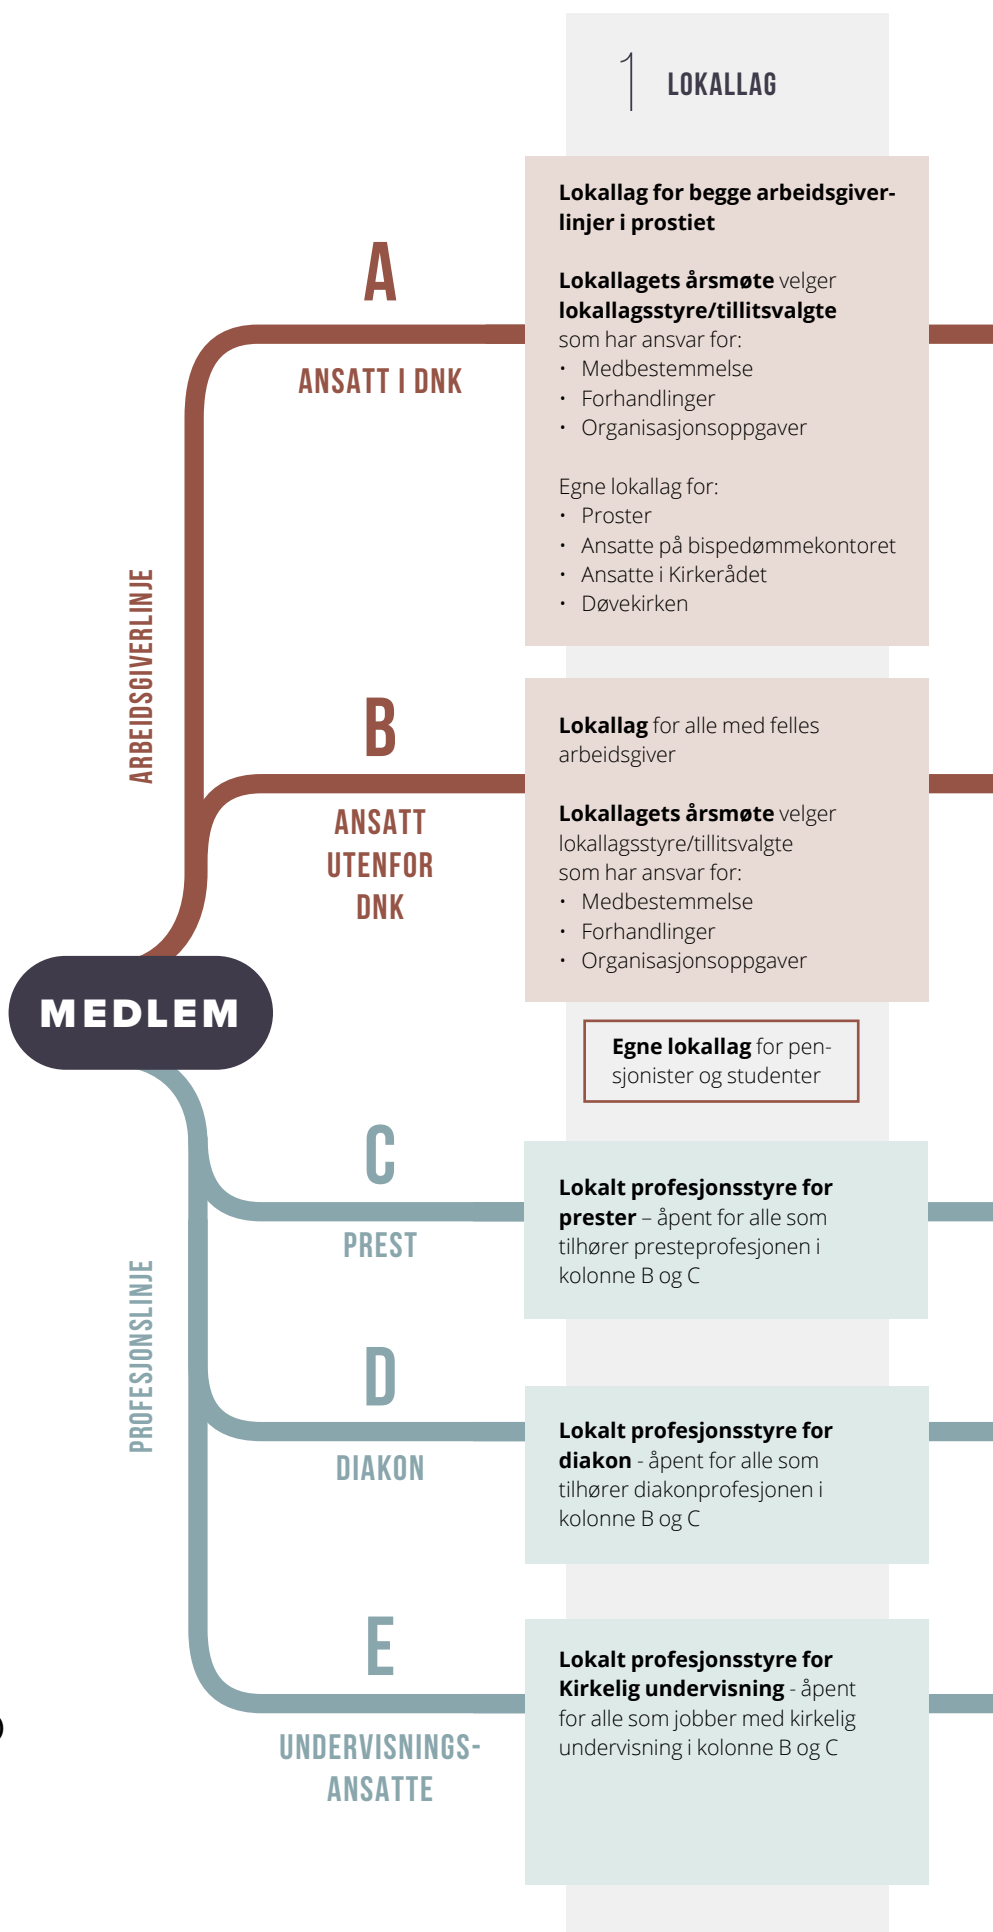 1 LOKALLAG
Lokallag for begge arbeidsgiver-
linjer i prostiet
Lokallagets årsmøte velger
lokallagsstyre/tillitsvalgte
som har ansvar for:
• Medbestemmelse
• Forhandlinger
• Organisasjonsoppgaver
Egne lokallag for:
• Proster
• Ansatte på bispedømmekontoret
• Ansatte i Kirkerådet
• Døvekirken
A
ANSATT I DNK
ARBEIDSGIVERLINJE
B
ANSATT
UTENFOR
DNK
Lokallag for alle med felles
arbeidsgiver
Lokallagets årsmøte velger
lokallagsstyre/tillitsvalgte
som har ansvar for:
• Medbestemmelse
• Forhandlinger
• Organisasjonsoppgaver
MEDLEM
Egne lokallag for pen-
sjonister og studenter
C
PREST
Lokalt profesjonsstyre for
prester – åpent for alle som
tilhører presteprofesjonen i
kolonne B og C
PROFESJONSLINJE
D
DIAKON
Lokalt profesjonsstyre for
diakon - åpent for alle som
tilhører diakonprofesjonen i
kolonne B og C
E
UNDERVISNINGS-
ANSATTE
Lokalt profesjonsstyre for
Kirkelig undervisning - åpent
for alle som jobber med kirkelig
undervisning i kolonne B og C